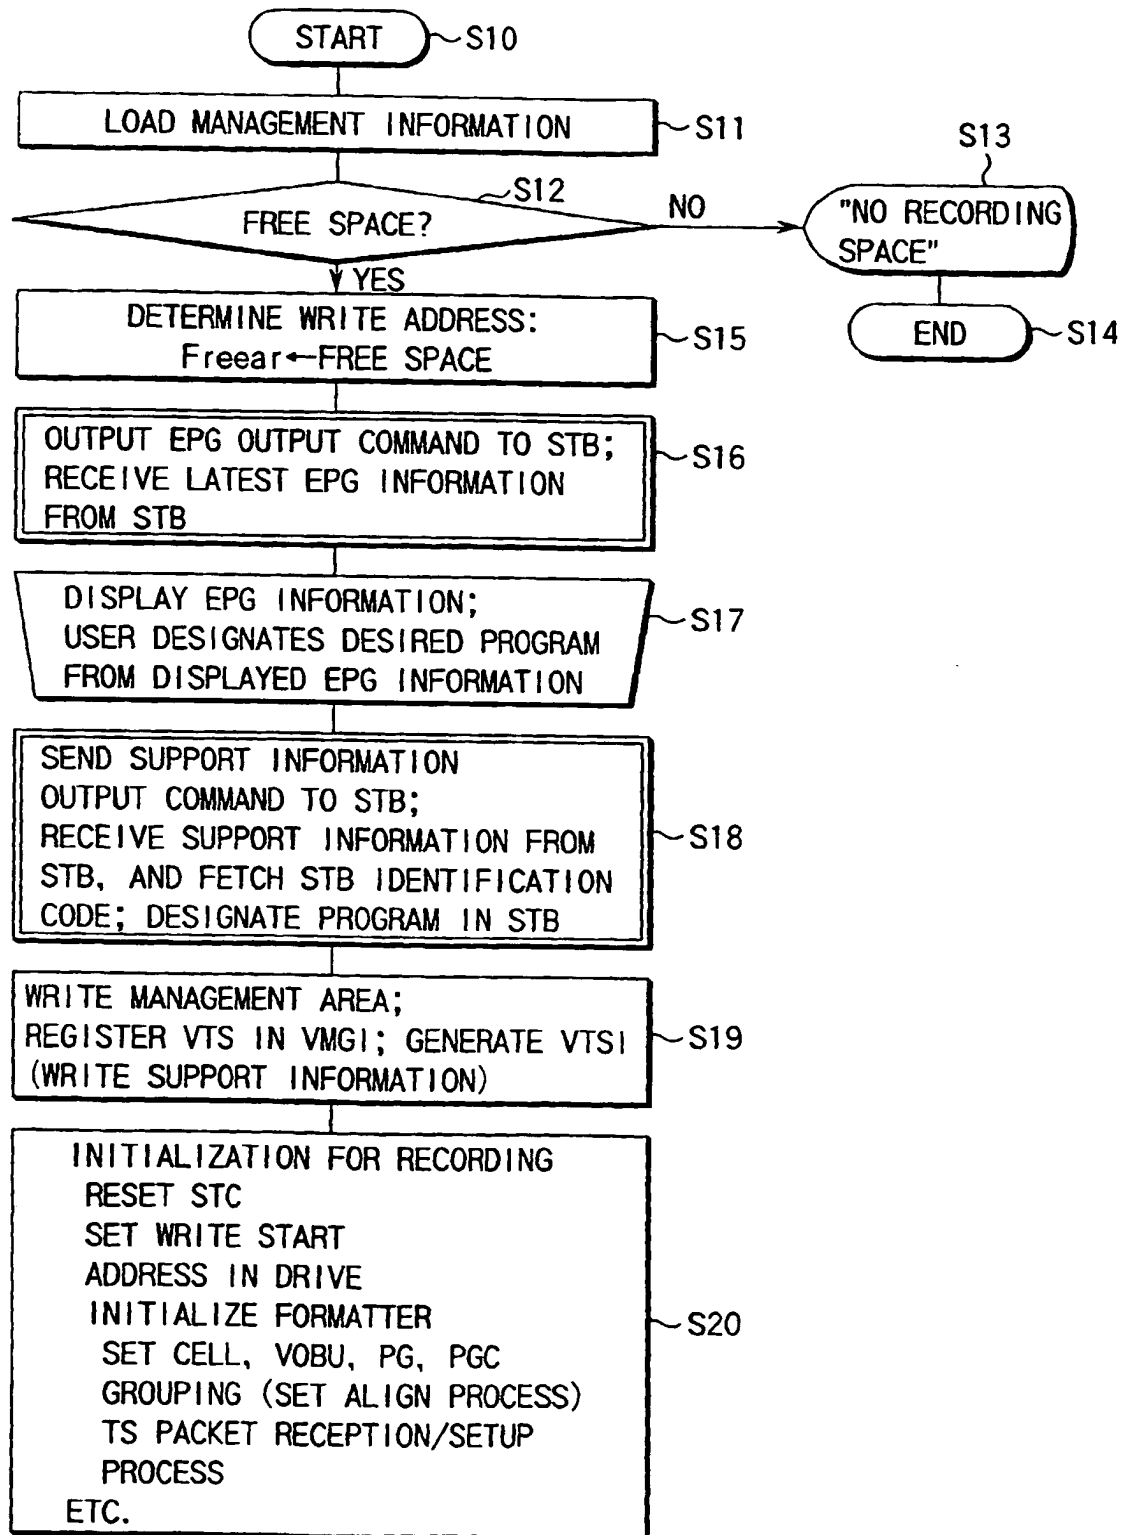 START
S10
LOAD MANAGEMENT INFORMATION
S11
S12
FREE SPACE?
NO
S13
"NO RECORDING
SPACE"
END
S14
YES
DETERMINE WRITE ADDRESS:
Freear←FREE SPACE
S15
OUTPUT EPG OUTPUT COMMAND TO STB;
RECEIVE LATEST EPG INFORMATION
FROM STB
S16
DISPLAY EPG INFORMATION;
USER DESIGNATES DESIRED PROGRAM
FROM DISPLAYED EPG INFORMATION
S17
SEND SUPPORT INFORMATION
OUTPUT COMMAND TO STB;
RECEIVE SUPPORT INFORMATION FROM
STB, AND FETCH STB IDENTIFICATION
CODE; DESIGNATE PROGRAM IN STB
S18
WRITE MANAGEMENT AREA;
REGISTER VTS IN VMGI; GENERATE VTSI
(WRITE SUPPORT INFORMATION)
S19
INITIALIZATION FOR RECORDING
RESET STC
SET WRITE START
ADDRESS IN DRIVE
INITIALIZE FORMATTER
SET CELL, VOBU, PG, PGC
GROUPING (SET ALIGN PROCESS)
TS PACKET RECEPTION/SETUP
PROCESS
ETC.
S20